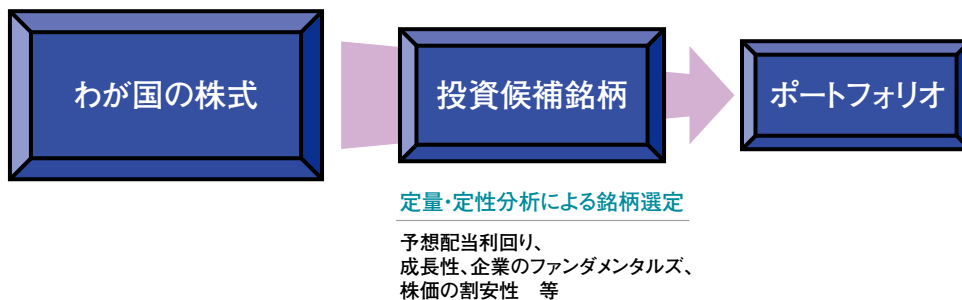 わが国の株式
投資候補銘柄
ポートフォリオ
定量・定性分析による銘柄選定
予想配当利回り、
成長性、企業のファンダメンタルズ、
株価の割安性　等